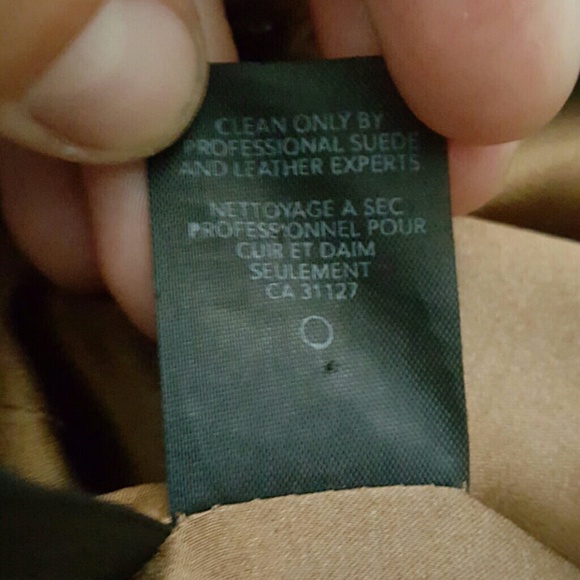 CLEAN ONLY BY
PROFESSIONAL SUEDE
AND LEATHER EXPERTS
NETTOYAGE A SEC
PROFESSIONNEL POUR
CUIR ET DAIM
SEULEMENT
CA 31127